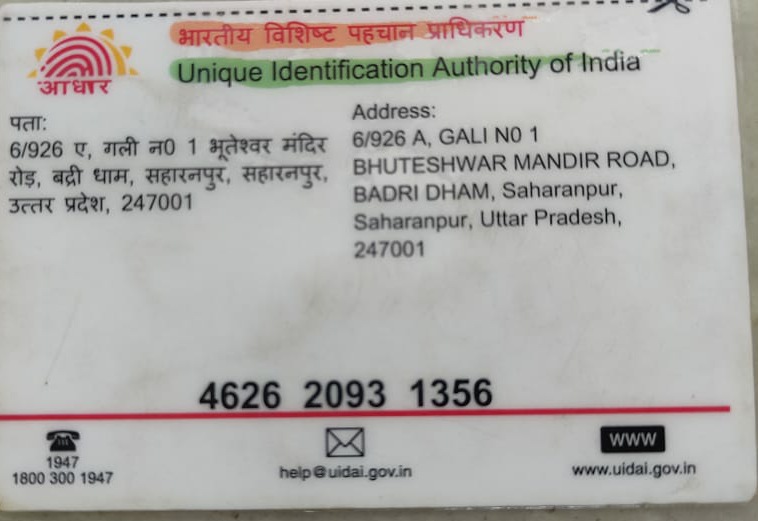 भारतीय विशिष्ट पहचान प्राधिकरण
Unique Identification Authority of India
आधार
पता:
6/926 ए, गली न0 1 भूतेश्वर मंदिर
रोड़, बद्री धाम, सहारनपुर, सहारनपुर,
उत्तर प्रदेश, 247001
Address:
6/926 A, GALI N0 1
BHUTESHWAR MANDIR ROAD,
BADRI DHAM, Saharanpur,
Saharanpur, Uttar Pradesh,
247001
4626 2093 1356
1947
1800 300 1947
help@uidai.gov.in
WWW
www.uidai.gov.in